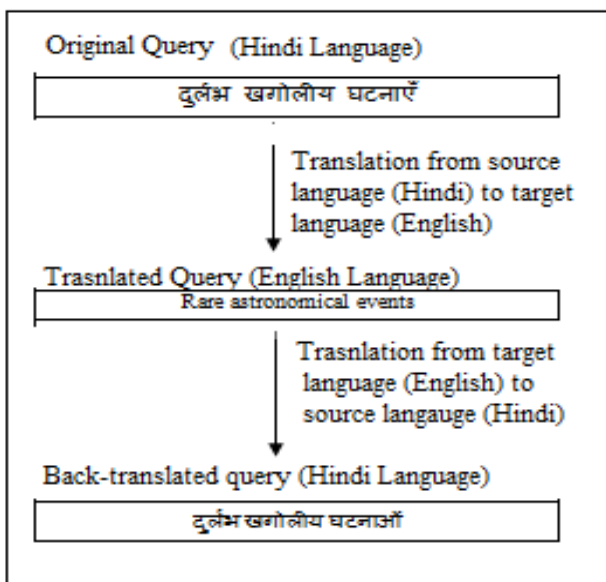 Original Query (Hindi Language)
दुर्लभ खगोलीय घटनाएँ
Translation from source
language (Hindi) to target
language (English)
Trasnlated Query (English Language)
Rare astronomical events
Trasnlation from target
language (English) to
source langauge (Hindi)
Back-translated query (Hindi Language)
दुर्लभ खगोलीय घटनाओं